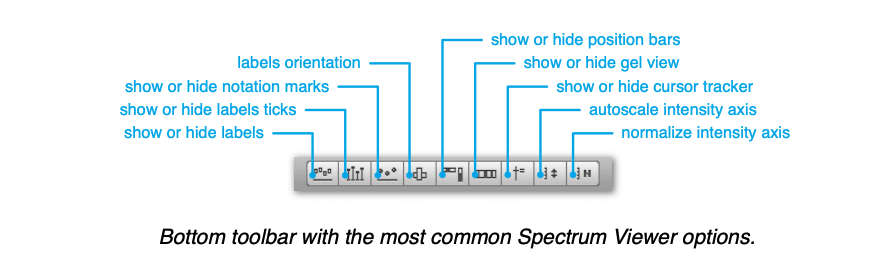 show or hide position bars
labels orientation
show or hide gel view
show or hide notation marks
show or hide cursor tracker
show or hide labels ticks
autoscale intensity axis
show or hide labels
normalize intensity axis
N
Bottom toolbar with the most common Spectrum Viewer options.